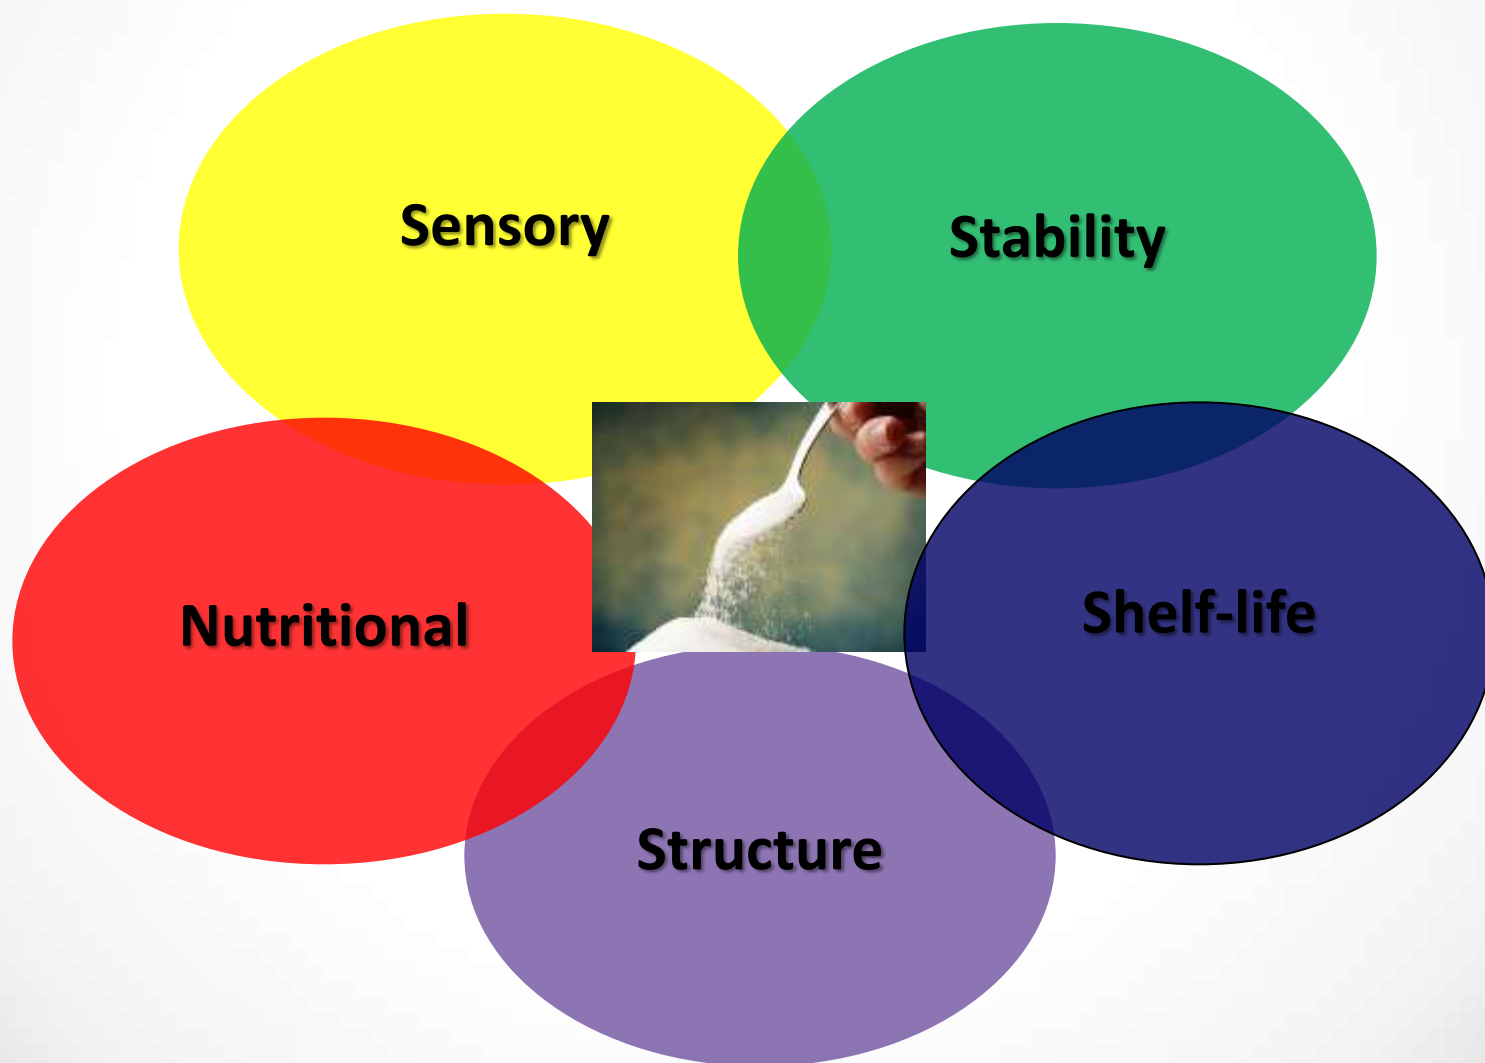 Sensory
Stability
Nutritional
Shelf-life
Structure